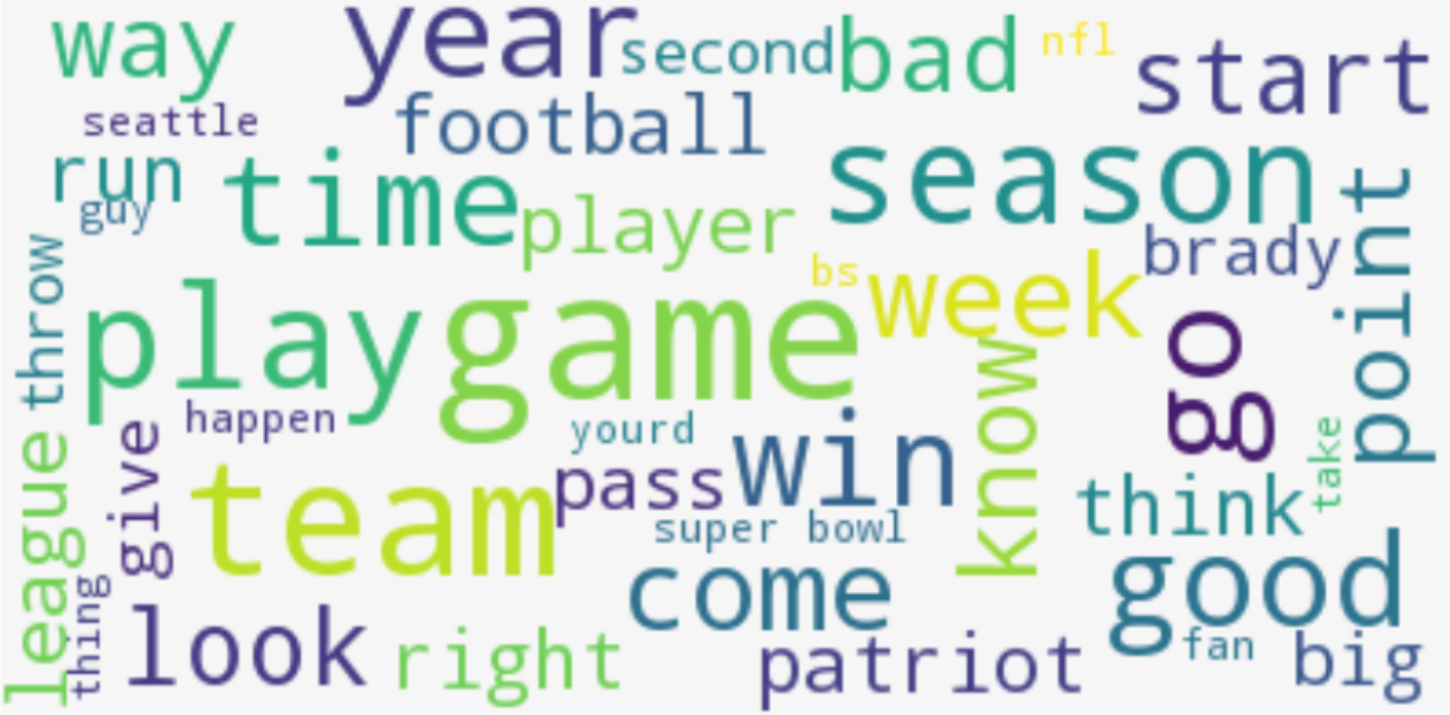 way
year
second
bad
nfl
start
seattle
football
run
time
season
guy
player
brady
point
throw
bs
week
play
game
go
know
happen
yourd
win
give
league
team
pass
think
take
super bowl
come
good
thing
look
right
patriot
fan
big